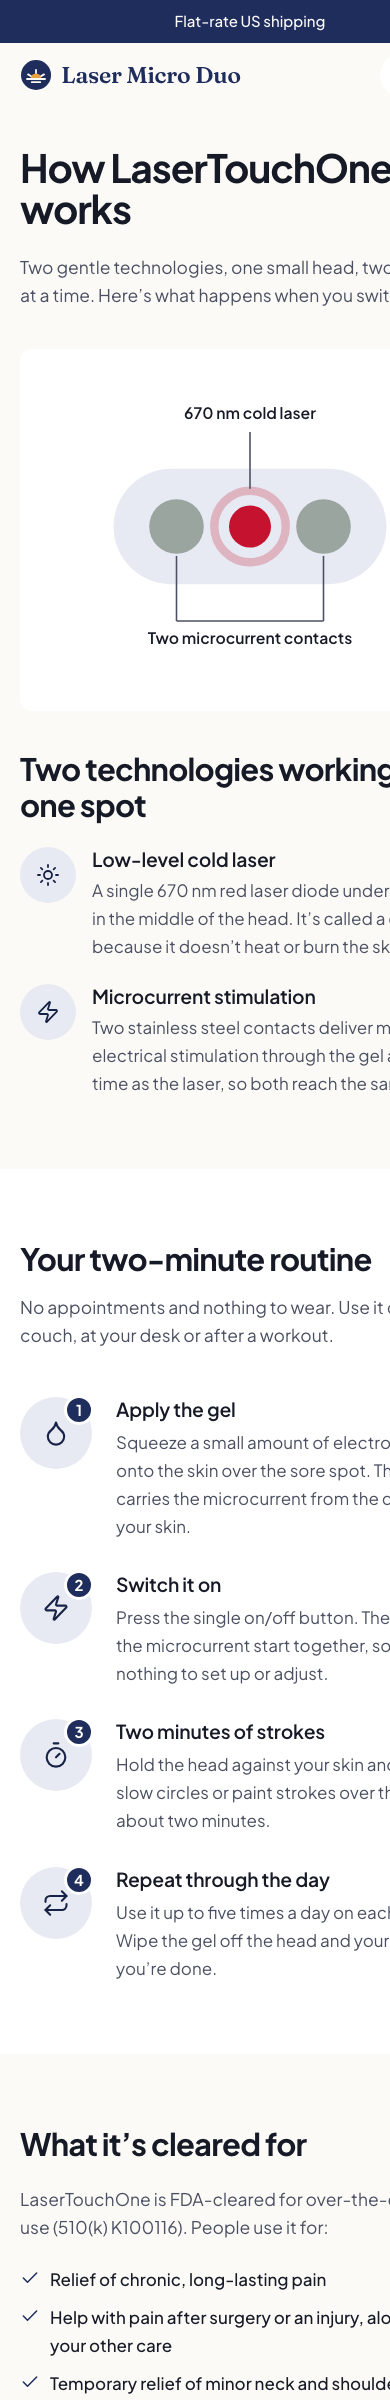 Flat-rate US shipping
Laser Micro Duo
How LaserTouchOne
works
Two gentle technologies, one small head, two
at a time. Here’s what happens when you swit
670 nm cold laser
Two microcurrent contacts
Two technologies working
one spot
Low-level cold laser
A single 670 nm red laser diode under
in the middle of the head. It’s called a
because it doesn’t heat or burn the sk
Microcurrent stimulation
Two stainless steel contacts deliver m
electrical stimulation through the gel
time as the laser, so both reach the sa
Your two-minute routine
No appointments and nothing to wear. Use it
couch, at your desk or after a workout.
1
Apply the gel
Squeeze a small amount of electro
onto the skin over the sore spot. Th
carries the microcurrent from the
your skin.
2
Switch it on
Press the single on/off button. The
the microcurrent start together, so
nothing to set up or adjust.
3
Two minutes of strokes
Hold the head against your skin and
slow circles or paint strokes over th
about two minutes.
4
Repeat through the day
Use it up to five times a day on each
Wipe the gel off the head and your
you’re done.
What it’s cleared for
LaserTouchOne is FDA-cleared for over-the-
use (510(k) K100116). People use it for:
Relief of chronic, long-lasting pain
Help with pain after surgery or an injury, alo
your other care
Temporary relief of minor neck and shoulde